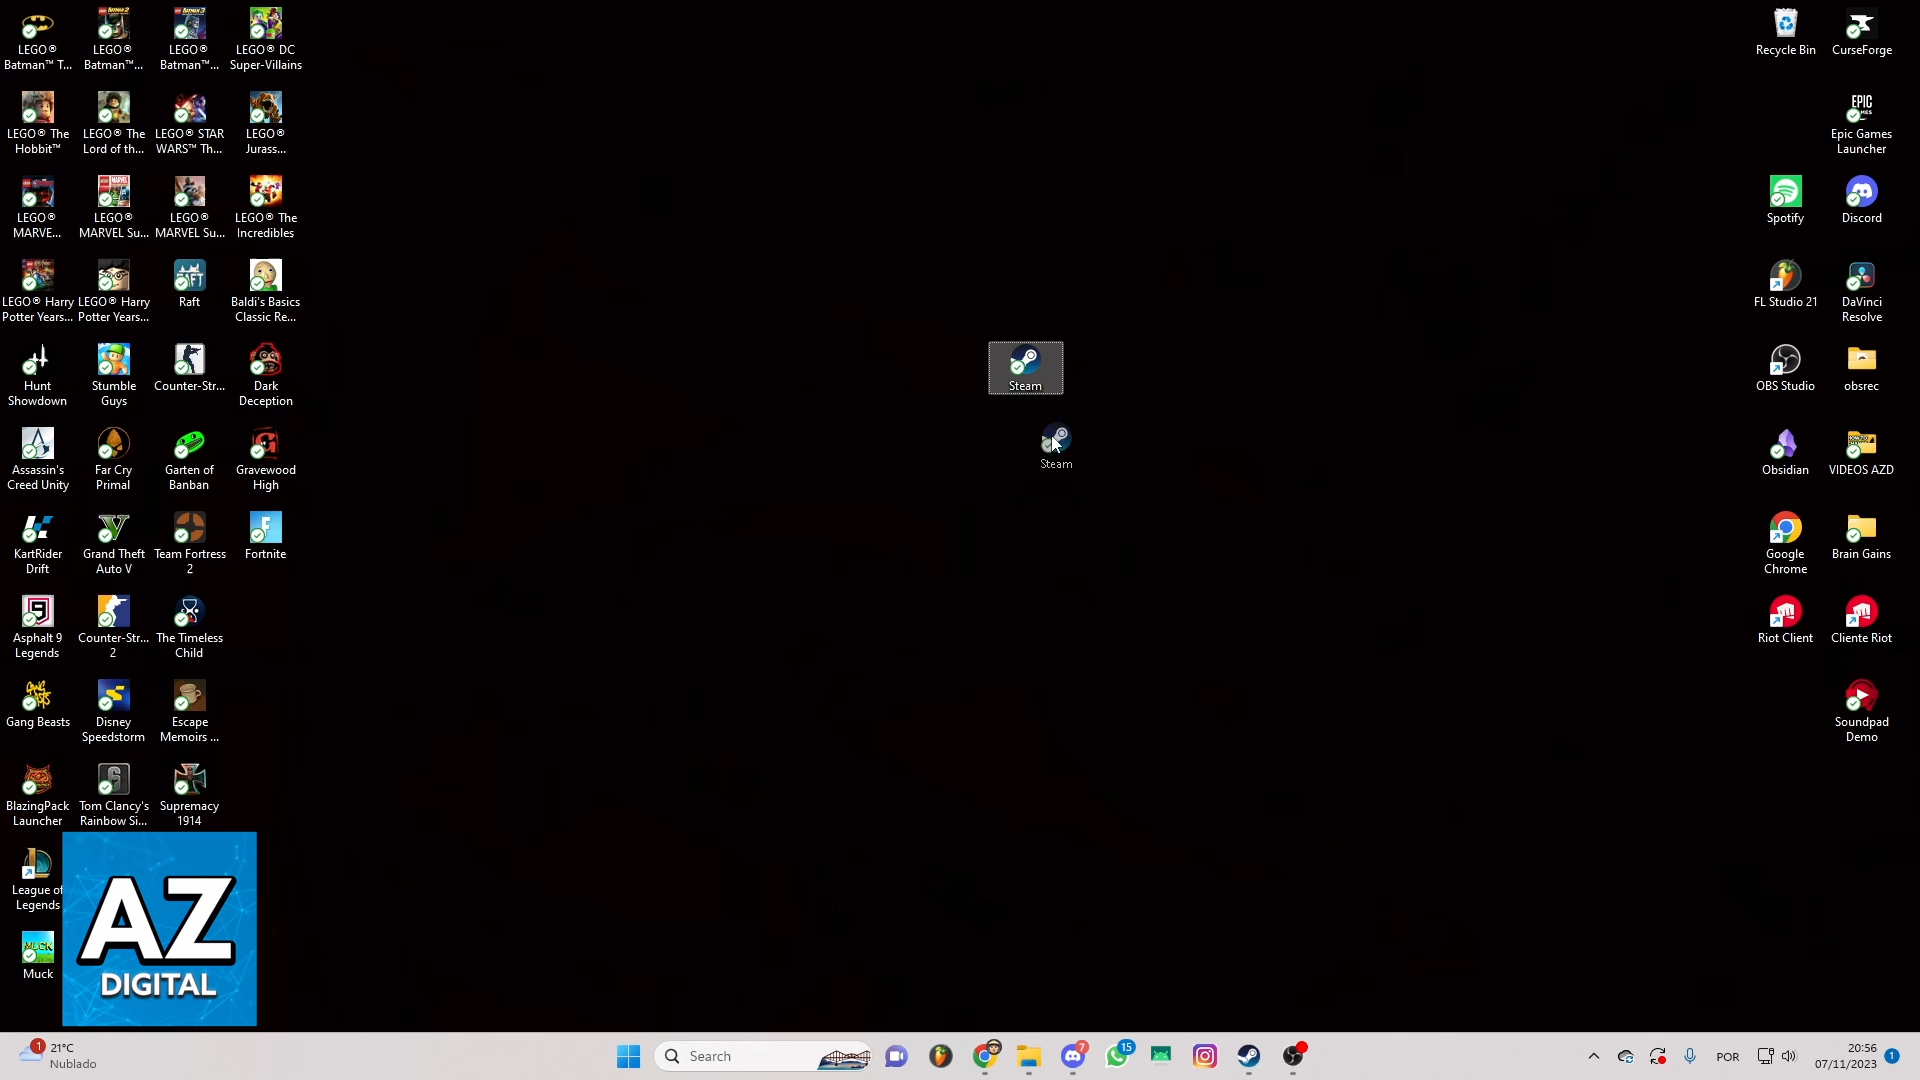 LEGO®
Batman™ T...
LEGO®
Batman™...
LEGO®
Batman™...
LEGO® DC
Super-Villains
LEGO® The
Hobbit™
LEGO® The
Lord of th...
LEGO® STAR
WARS™ Th...
LEGO®
Jurass...
LEGO®
MARVE...
LEGO®
MARVEL Su...
LEGO®
MARVEL Su...
LEGO® The
Incredibles
LEGO® Harry
Potter Years...
LEGO® Harry
Potter Years...
Raft
Baldi's Basics
Classic Re...
Hunt
Showdown
Stumble
Guys
Counter-Str...
Dark
Deception
Assassin's
Creed Unity
Far Cry
Primal
Garten of
Banban
Gravewood
High
KartRider
Drift
Grand Theft
Auto V
Team Fortress
2
Fortnite
Asphalt 9
Legends
Counter-Str...
2
The Timeless
Child
Gang Beasts
Disney
Speedstorm
Escape
Memoirs ...
BlazingPack
Launcher
Tom Clancy's
Rainbow Si...
Supremacy
1914
League of
Legends
Muck
AZ
DIGITAL
Steam
Steam
Recycle Bin
CurseForge
EPIC
Epic Games
Launcher
Spotify
Discord
FL Studio 21
DaVinci
Resolve
OBS Studio
obsrec
Obsidian
VIDEOS AZD
Google
Chrome
Brain Gains
Riot Client
Cliente Riot
Soundpad
Demo
1
21°C
Nublado
Search
7
15
POR
20:56
07/11/2023
1